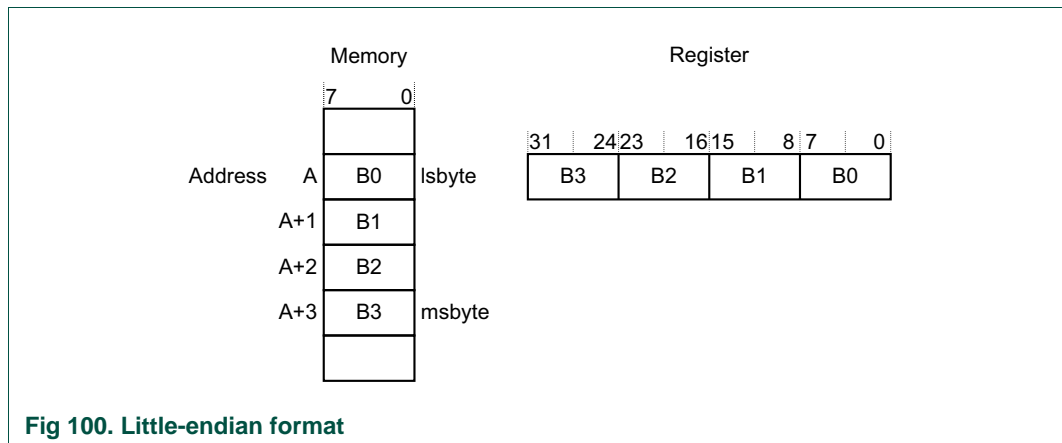 Memory
Register
7 0
31 24 23 16 15 8 7 0
Address A B0 lsbyte
B3 B2 B1 B0
A+1 B1
A+2 B2
A+3 B3 msbyte
Fig 100. Little-endian format